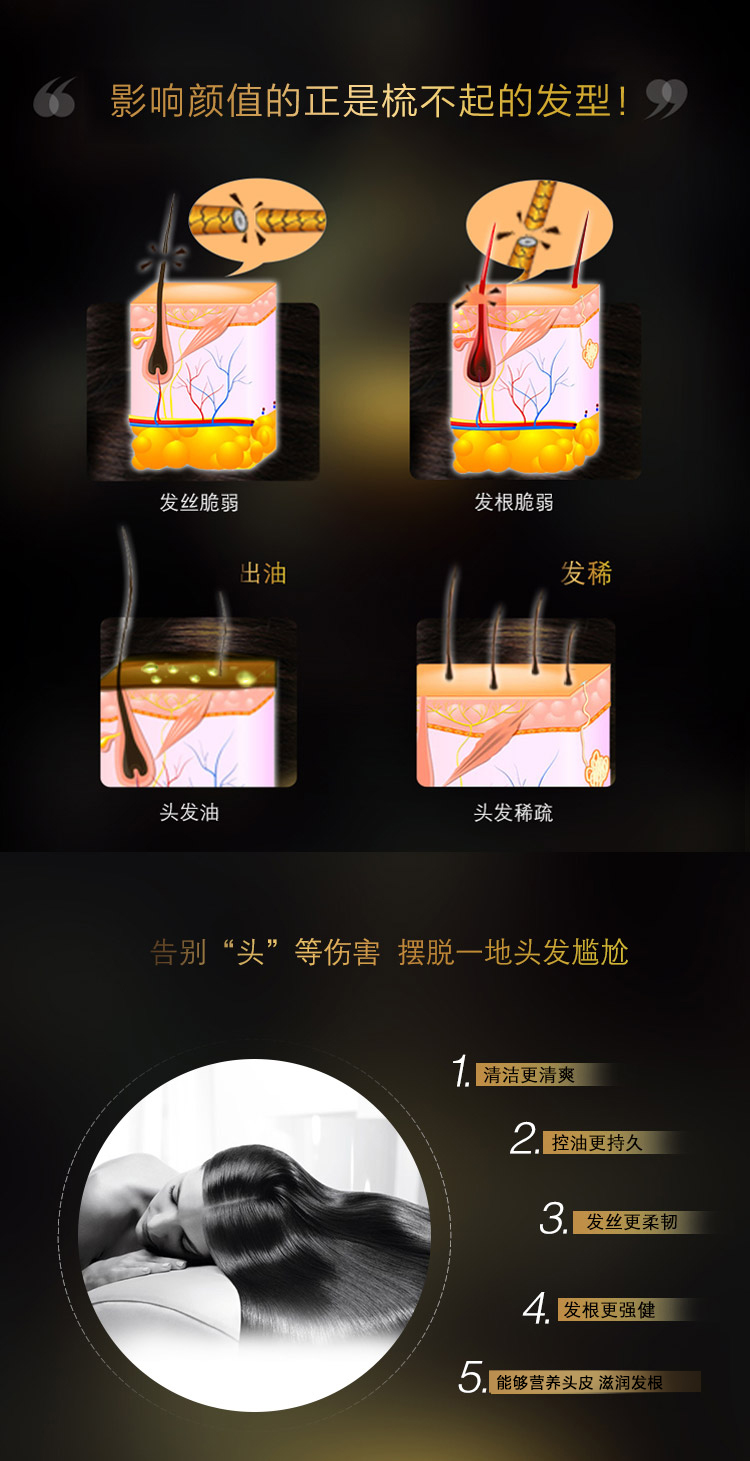 “影响颜值的正是梳不起的发型！”
发丝脆弱
发根脆弱
出油
发稀
头发油
头发稀疏
告别“头”等伤害 摆脱一地头发尴尬
1. 清洁更清爽
2. 控油更持久
3. 发丝更柔韧
4. 发根更强健
5. 能够营养头皮 滋润发根